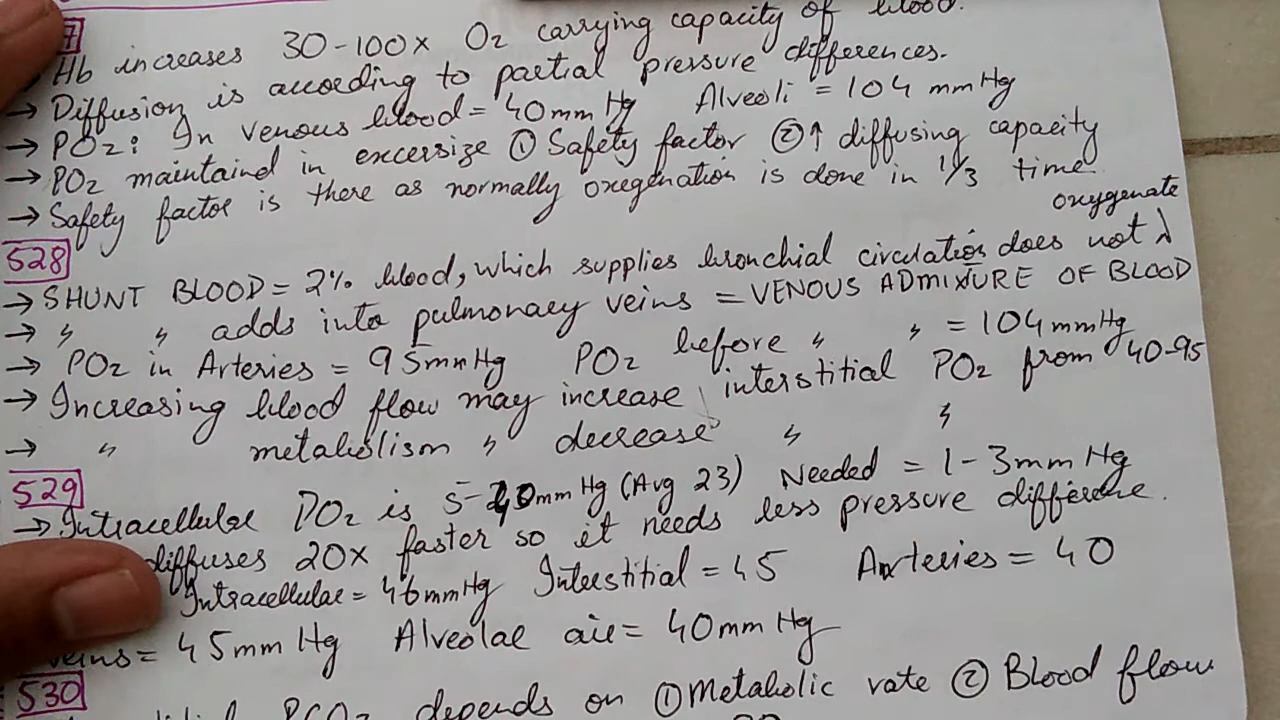 7
Hb increases 30-100x O2 carrying capacity of blood.
→ Diffusion is according to partial pressure differences.
→ PO2: In venous blood = 40mm Hg Alveoli = 104 mm Hg
→ PO2 maintaind in excersize ① Safety factor ②↑ diffusing capacity
→ Safety factor is there as normally oxegenation is done in 1/3 time.
528
oxygenate
→ SHUNT BLOOD = 2% blood, which supplies bronchial circulation does not λ
→ " " adds into pulmonary veins = VENOUS ADMIXTURE OF BLOOD
→ PO2 in Arteries = 95mmHg PO2 before " " = 104mmHg
→ Increasing blood flow may increase interstitial PO2 from 40-95
→ " metabolism " decrease " "
529
→ Intracellular PO2 is 5-40mm Hg (Avg 23) Needed = 1-3mm Hg
diffuses 20x faster so it needs less pressure difference.
Intracellular = 46mmHg Interstitial = 45 Arteries = 40
veins = 45mm Hg Alveolar air = 40mm Hg
530
PCO2 depends on ① Metabolic rate ② Blood flow